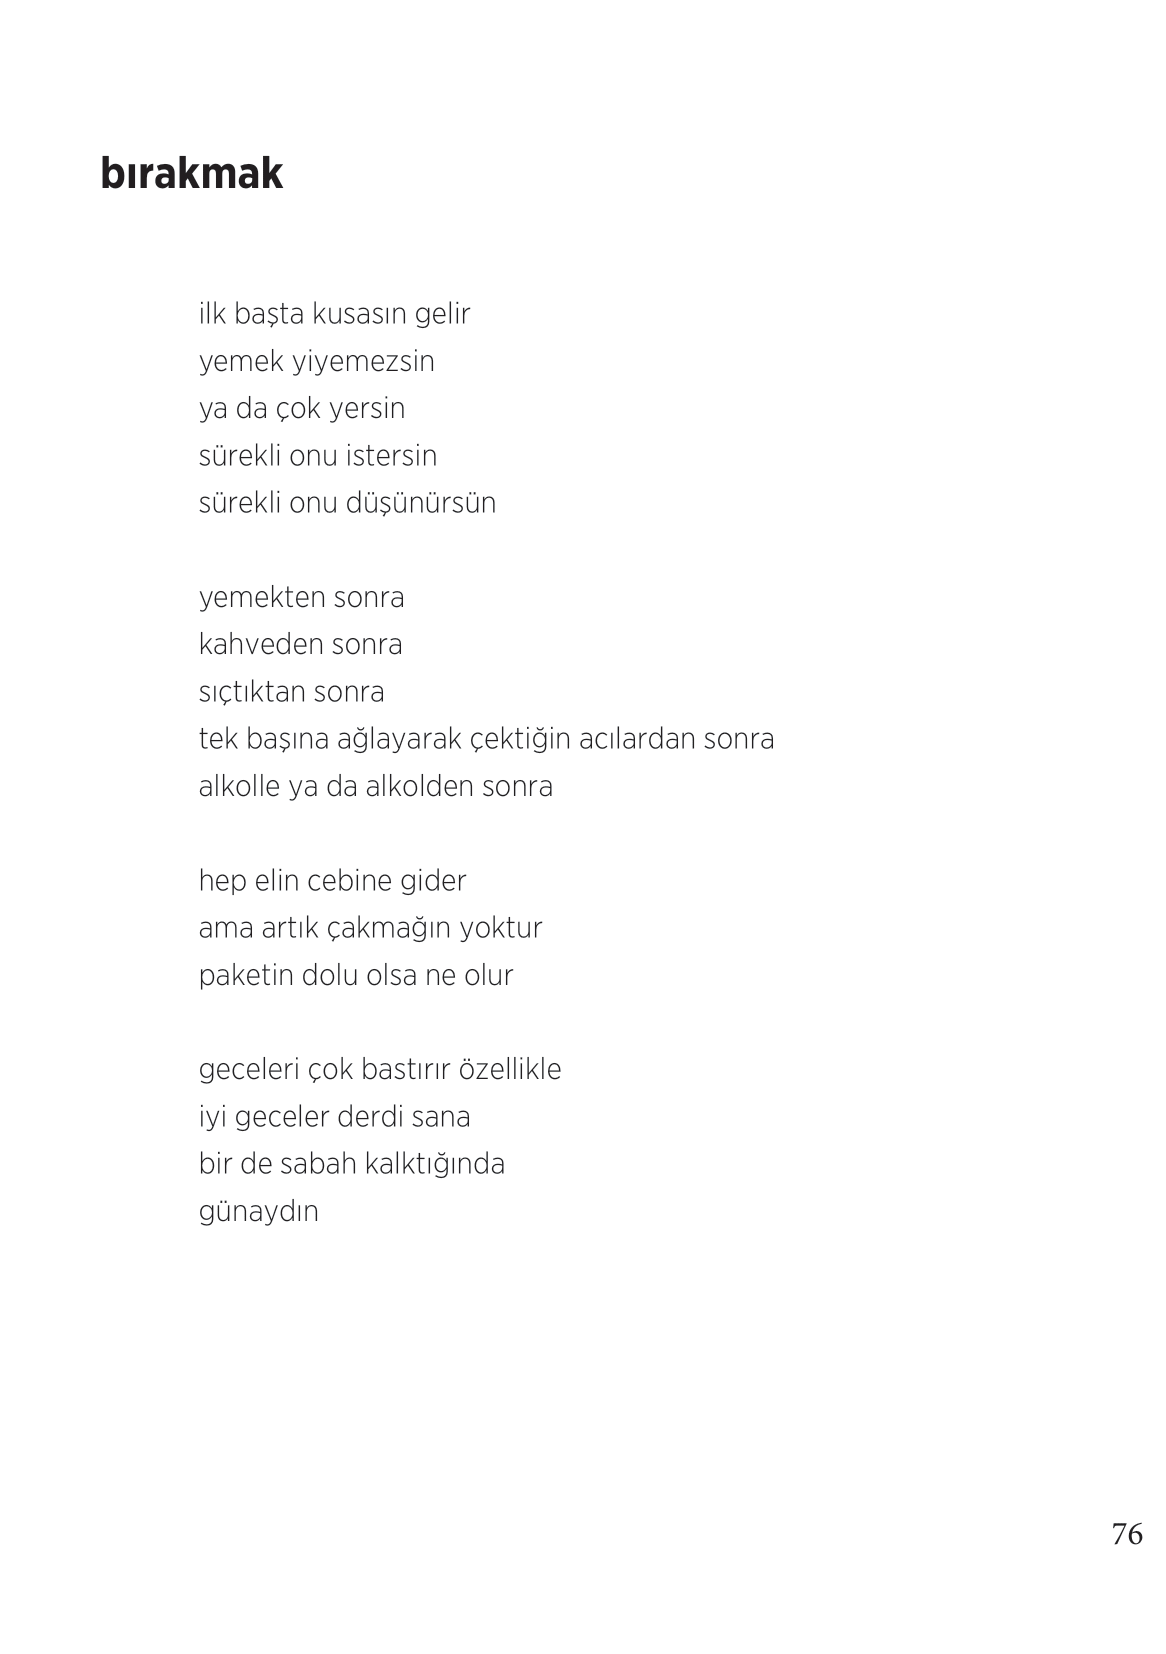 bırakmak
ilk başta kusasın gelir
yemek yiyemezsin
ya da çok yersin
sürekli onu istersin
sürekli onu düşünürsün
yemekten sonra
kahveden sonra
sıçtıktan sonra
tek başına ağlayarak çektiğin acılardan sonra
alkolle ya da alkolden sonra
hep elin cebine gider
ama artık çakmağın yoktur
paketin dolu olsa ne olur
geceleri çok bastırır özellikle
iyi geceler derdi sana
bir de sabah kalktığında
günaydın
76